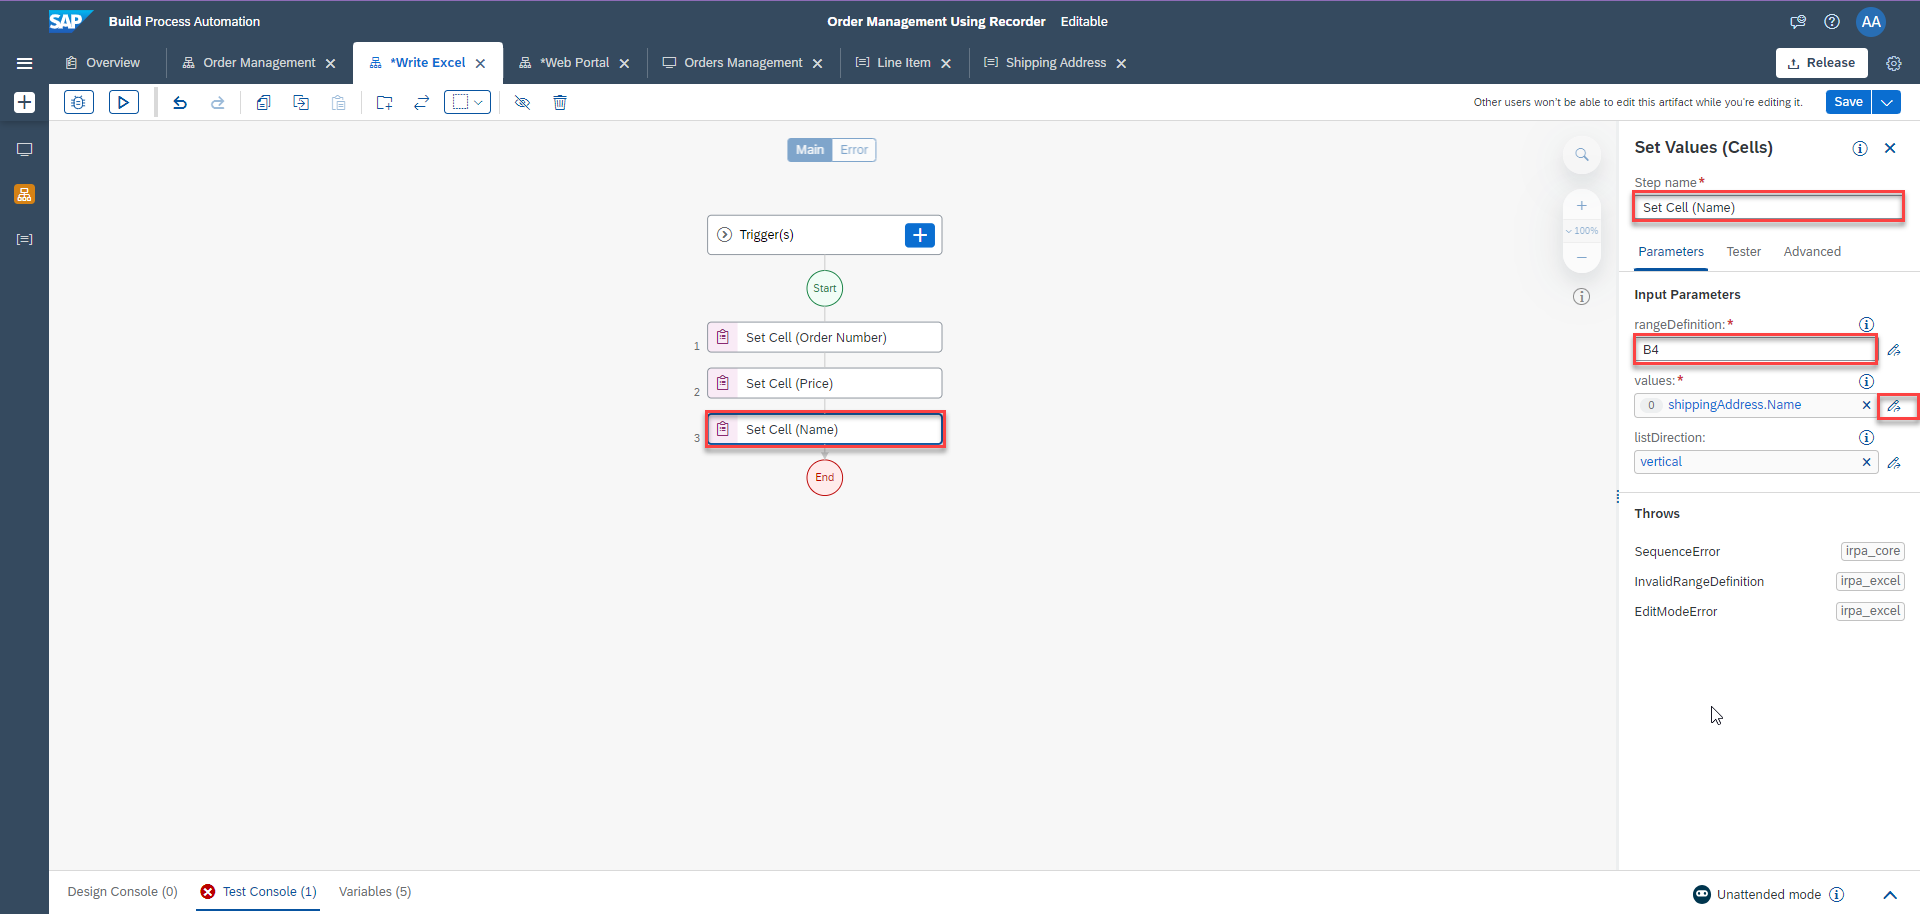 SAP Build Process Automation
Order Management Using Recorder Editable
AA
Overview
Order Management
*Write Excel
*Web Portal
Orders Management
Line Item
Shipping Address
Release
Other users won't be able to edit this artifact while you're editing it.
Save
Main Error
Trigger(s)
Start
1 Set Cell (Order Number)
2 Set Cell (Price)
3 Set Cell (Name)
End
100%
Set Values (Cells)
Step name*
Set Cell (Name)
Parameters Tester Advanced
Input Parameters
rangeDefinition:*
B4
values:*
0 shippingAddress.Name
listDirection:
vertical
Throws
SequenceError irpa_core
InvalidRangeDefinition irpa_excel
EditModeError irpa_excel
Design Console (0) Test Console (1) Variables (5)
Unattended mode